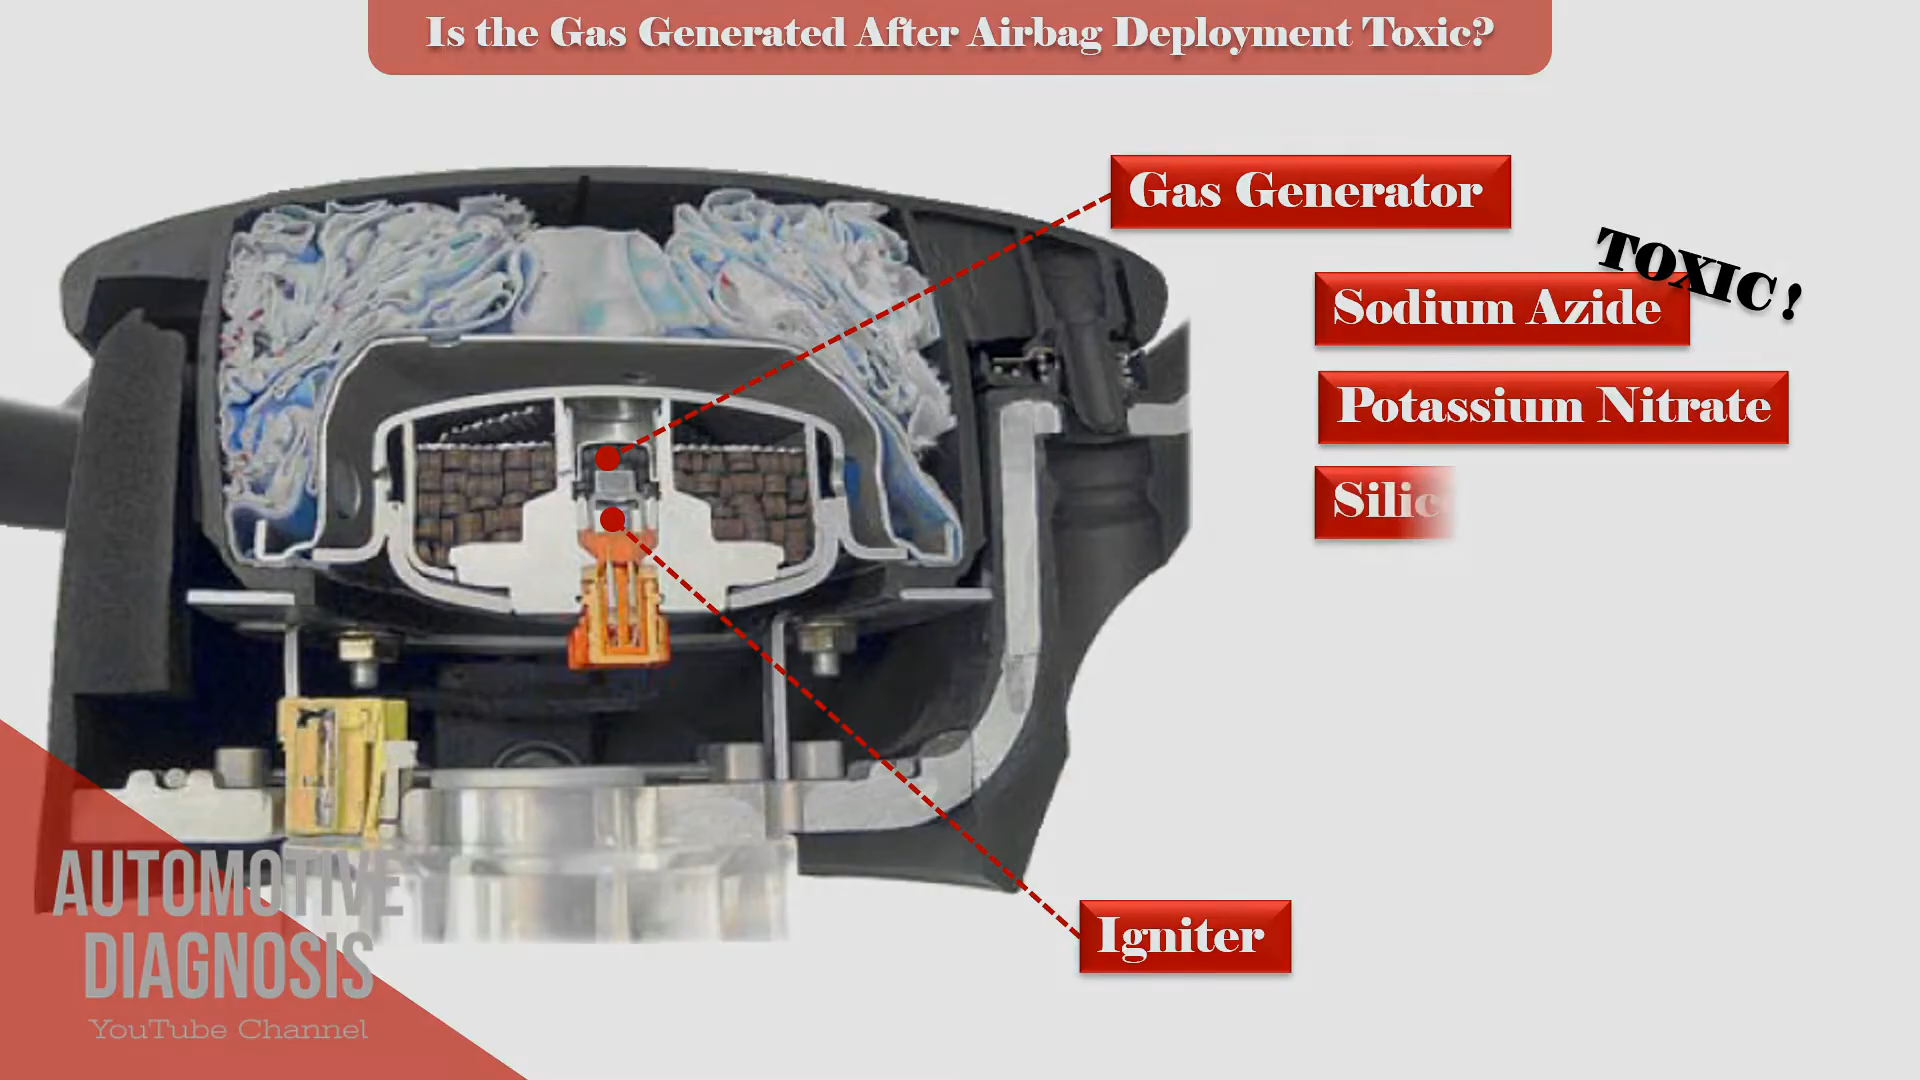 Is the Gas Generated After Airbag Deployment Toxic?
Gas Generator
TOXIC!
Sodium Azide
Potassium Nitrate
Silic
Igniter
AUTOMOTIVE
DIAGNOSIS
YouTube Channel